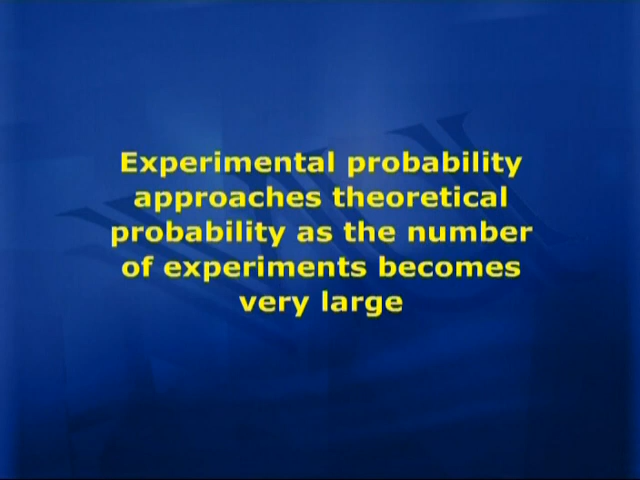 Experimental probability
approaches theoretical
probability as the number
of experiments becomes
very large